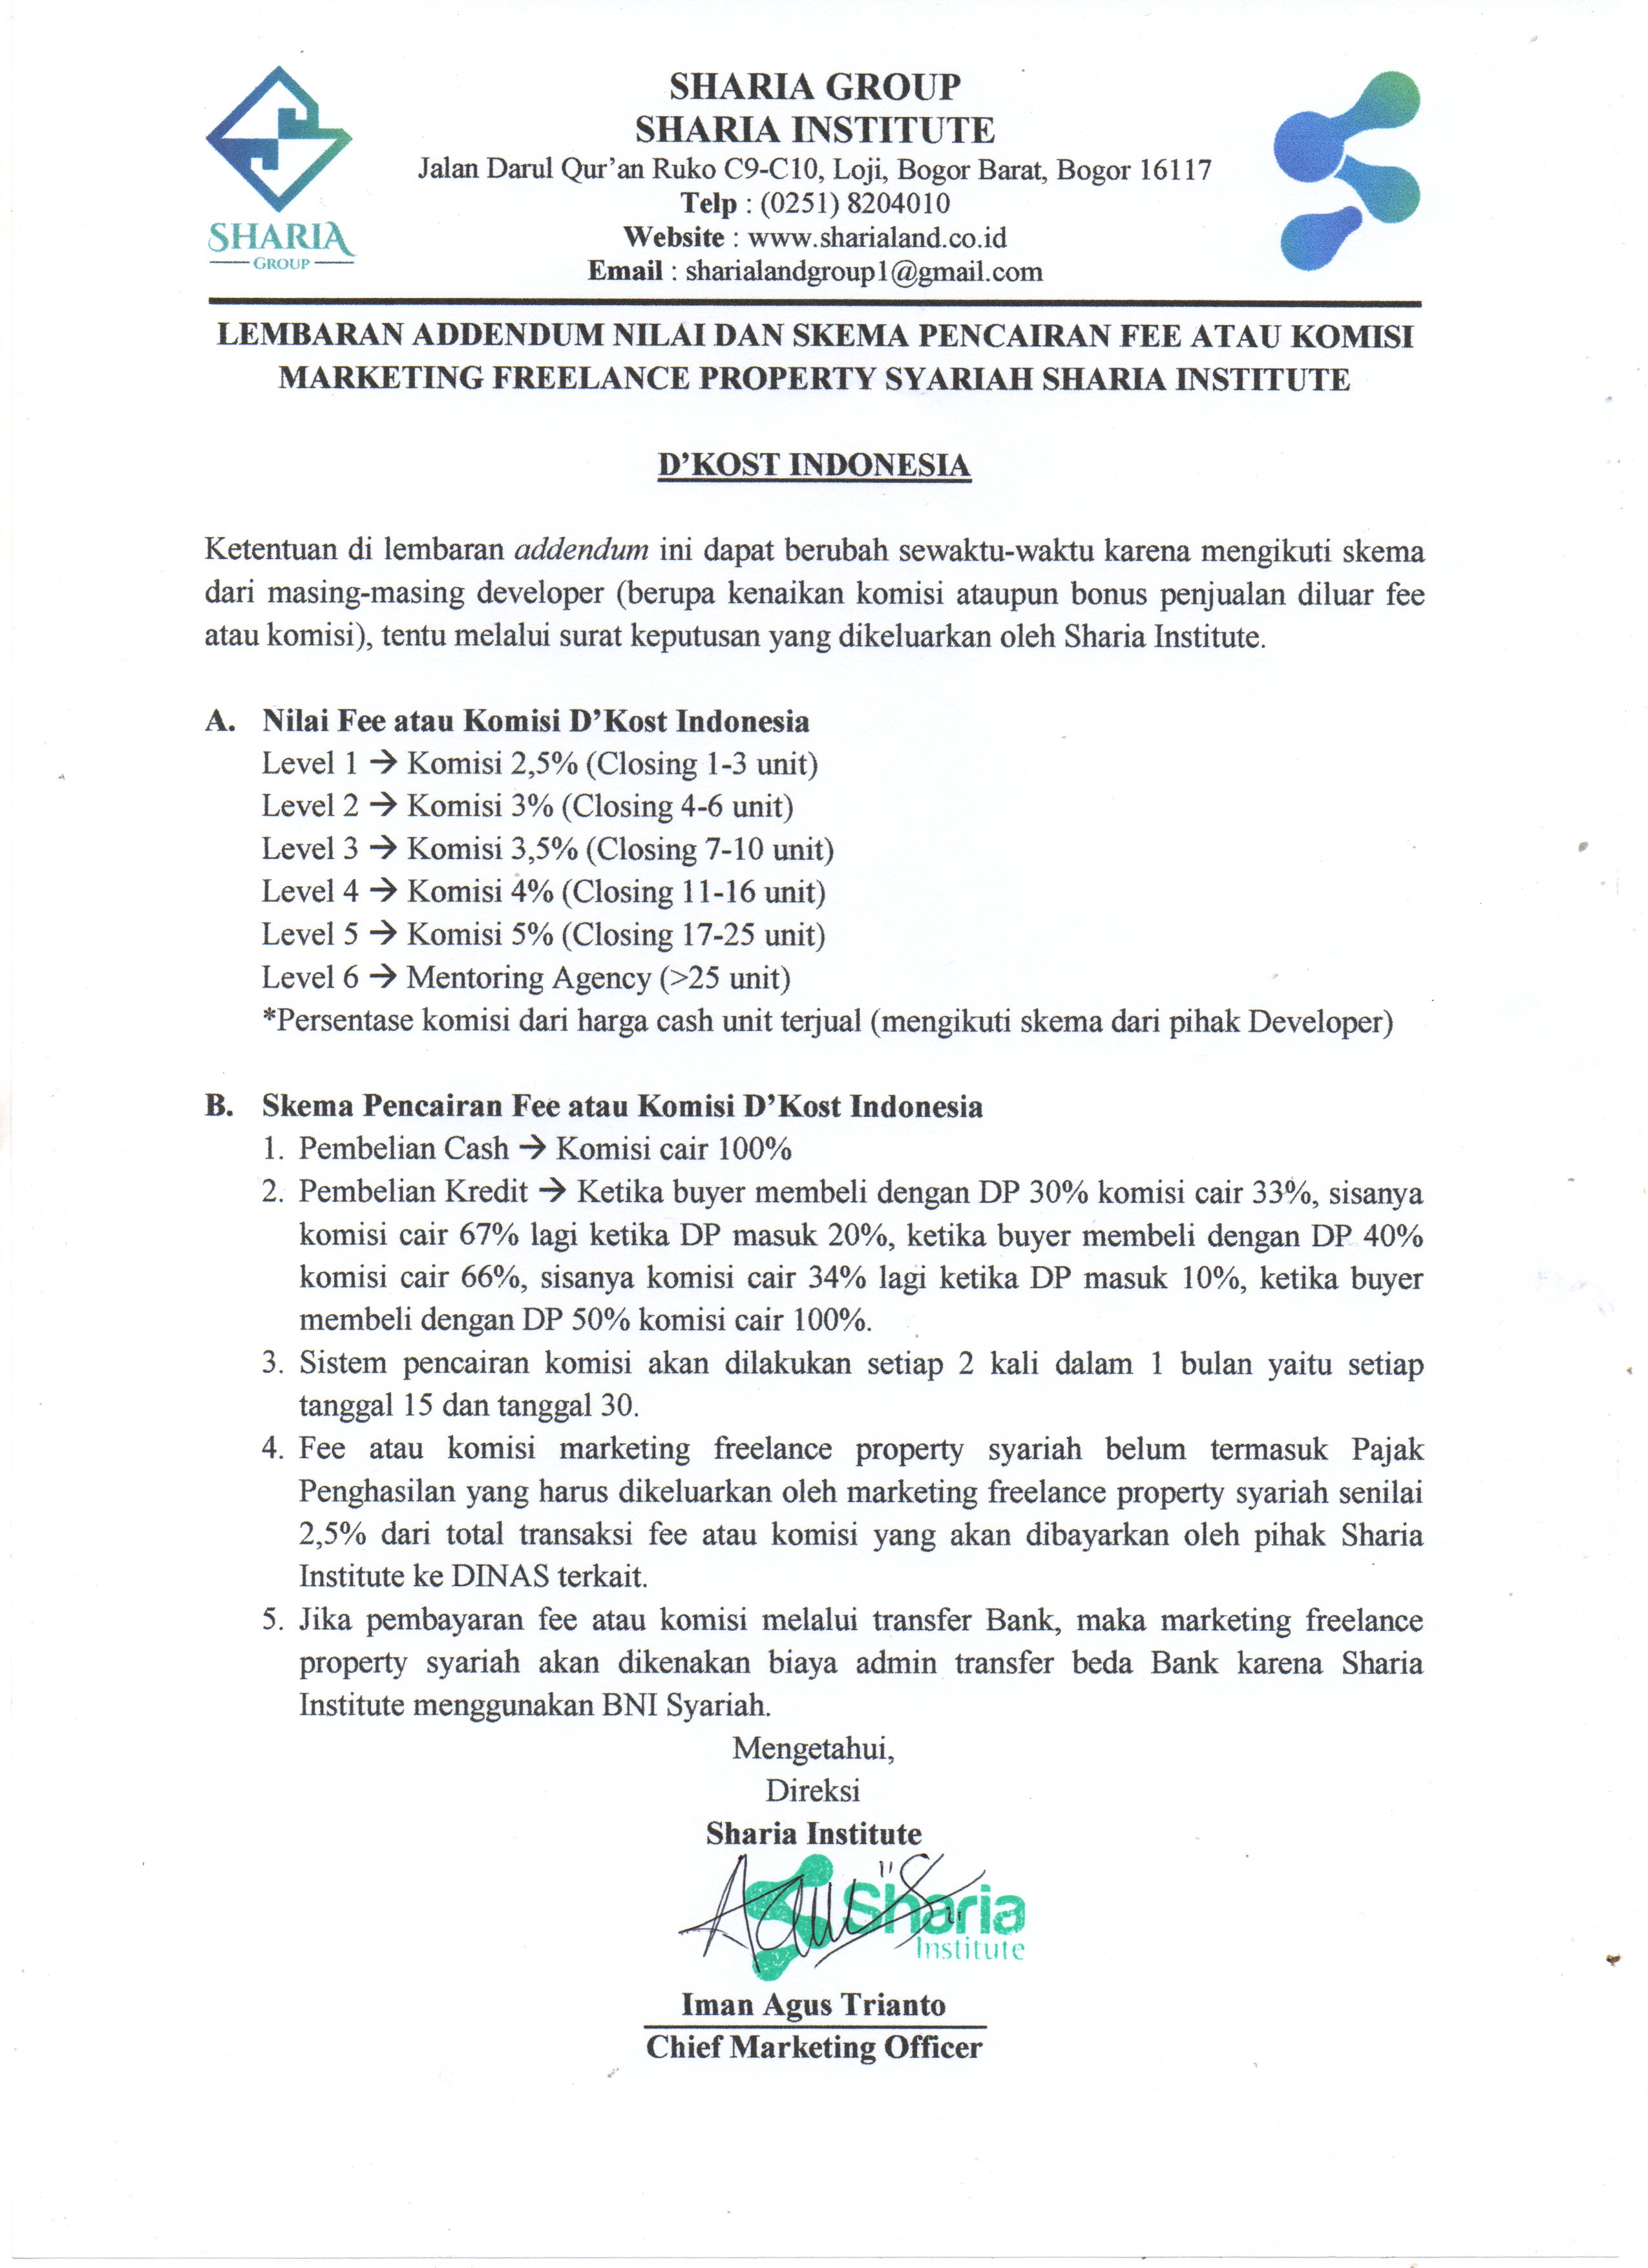 SHARIA GROUP
SHARIA INSTITUTE
Jalan Darul Qur'an Ruko C9-C10, Loji, Bogor Barat, Bogor 16117
Telp : (0251) 8204010
Website : www.sharialand.co.id
Email : sharialandgroup1@gmail.com
SHARIA
GROUP
LEMBARAN ADDENDUM NILAI DAN SKEMA PENCAIRAN FEE ATAU KOMISI
MARKETING FREELANCE PROPERTY SYARIAH SHARIA INSTITUTE
D'KOST INDONESIA
Ketentuan di lembaran addendum ini dapat berubah sewaktu-waktu karena mengikuti skema
dari masing-masing developer (berupa kenaikan komisi ataupun bonus penjualan diluar fee
atau komisi), tentu melalui surat keputusan yang dikeluarkan oleh Sharia Institute.
A. Nilai Fee atau Komisi D'Kost Indonesia
Level 1 → Komisi 2,5% (Closing 1-3 unit)
Level 2 → Komisi 3% (Closing 4-6 unit)
Level 3 → Komisi 3,5% (Closing 7-10 unit)
Level 4 → Komisi 4% (Closing 11-16 unit)
Level 5 → Komisi 5% (Closing 17-25 unit)
Level 6 → Mentoring Agency (>25 unit)
*Persentase komisi dari harga cash unit terjual (mengikuti skema dari pihak Developer)
B. Skema Pencairan Fee atau Komisi D'Kost Indonesia
1. Pembelian Cash → Komisi cair 100%
2. Pembelian Kredit → Ketika buyer membeli dengan DP 30% komisi cair 33%, sisanya
komisi cair 67% lagi ketika DP masuk 20%, ketika buyer membeli dengan DP 40%
komisi cair 66%, sisanya komisi cair 34% lagi ketika DP masuk 10%, ketika buyer
membeli dengan DP 50% komisi cair 100%.
3. Sistem pencairan komisi akan dilakukan setiap 2 kali dalam 1 bulan yaitu setiap
tanggal 15 dan tanggal 30.
4. Fee atau komisi marketing freelance property syariah belum termasuk Pajak
Penghasilan yang harus dikeluarkan oleh marketing freelance property syariah senilai
2,5% dari total transaksi fee atau komisi yang akan dibayarkan oleh pihak Sharia
Institute ke DINAS terkait.
5. Jika pembayaran fee atau komisi melalui transfer Bank, maka marketing freelance
property syariah akan dikenakan biaya admin transfer beda Bank karena Sharia
Institute menggunakan BNI Syariah.
Mengetahui,
Direksi
Sharia Institute
Sharia
Institute
Iman Agus Trianto
Chief Marketing Officer